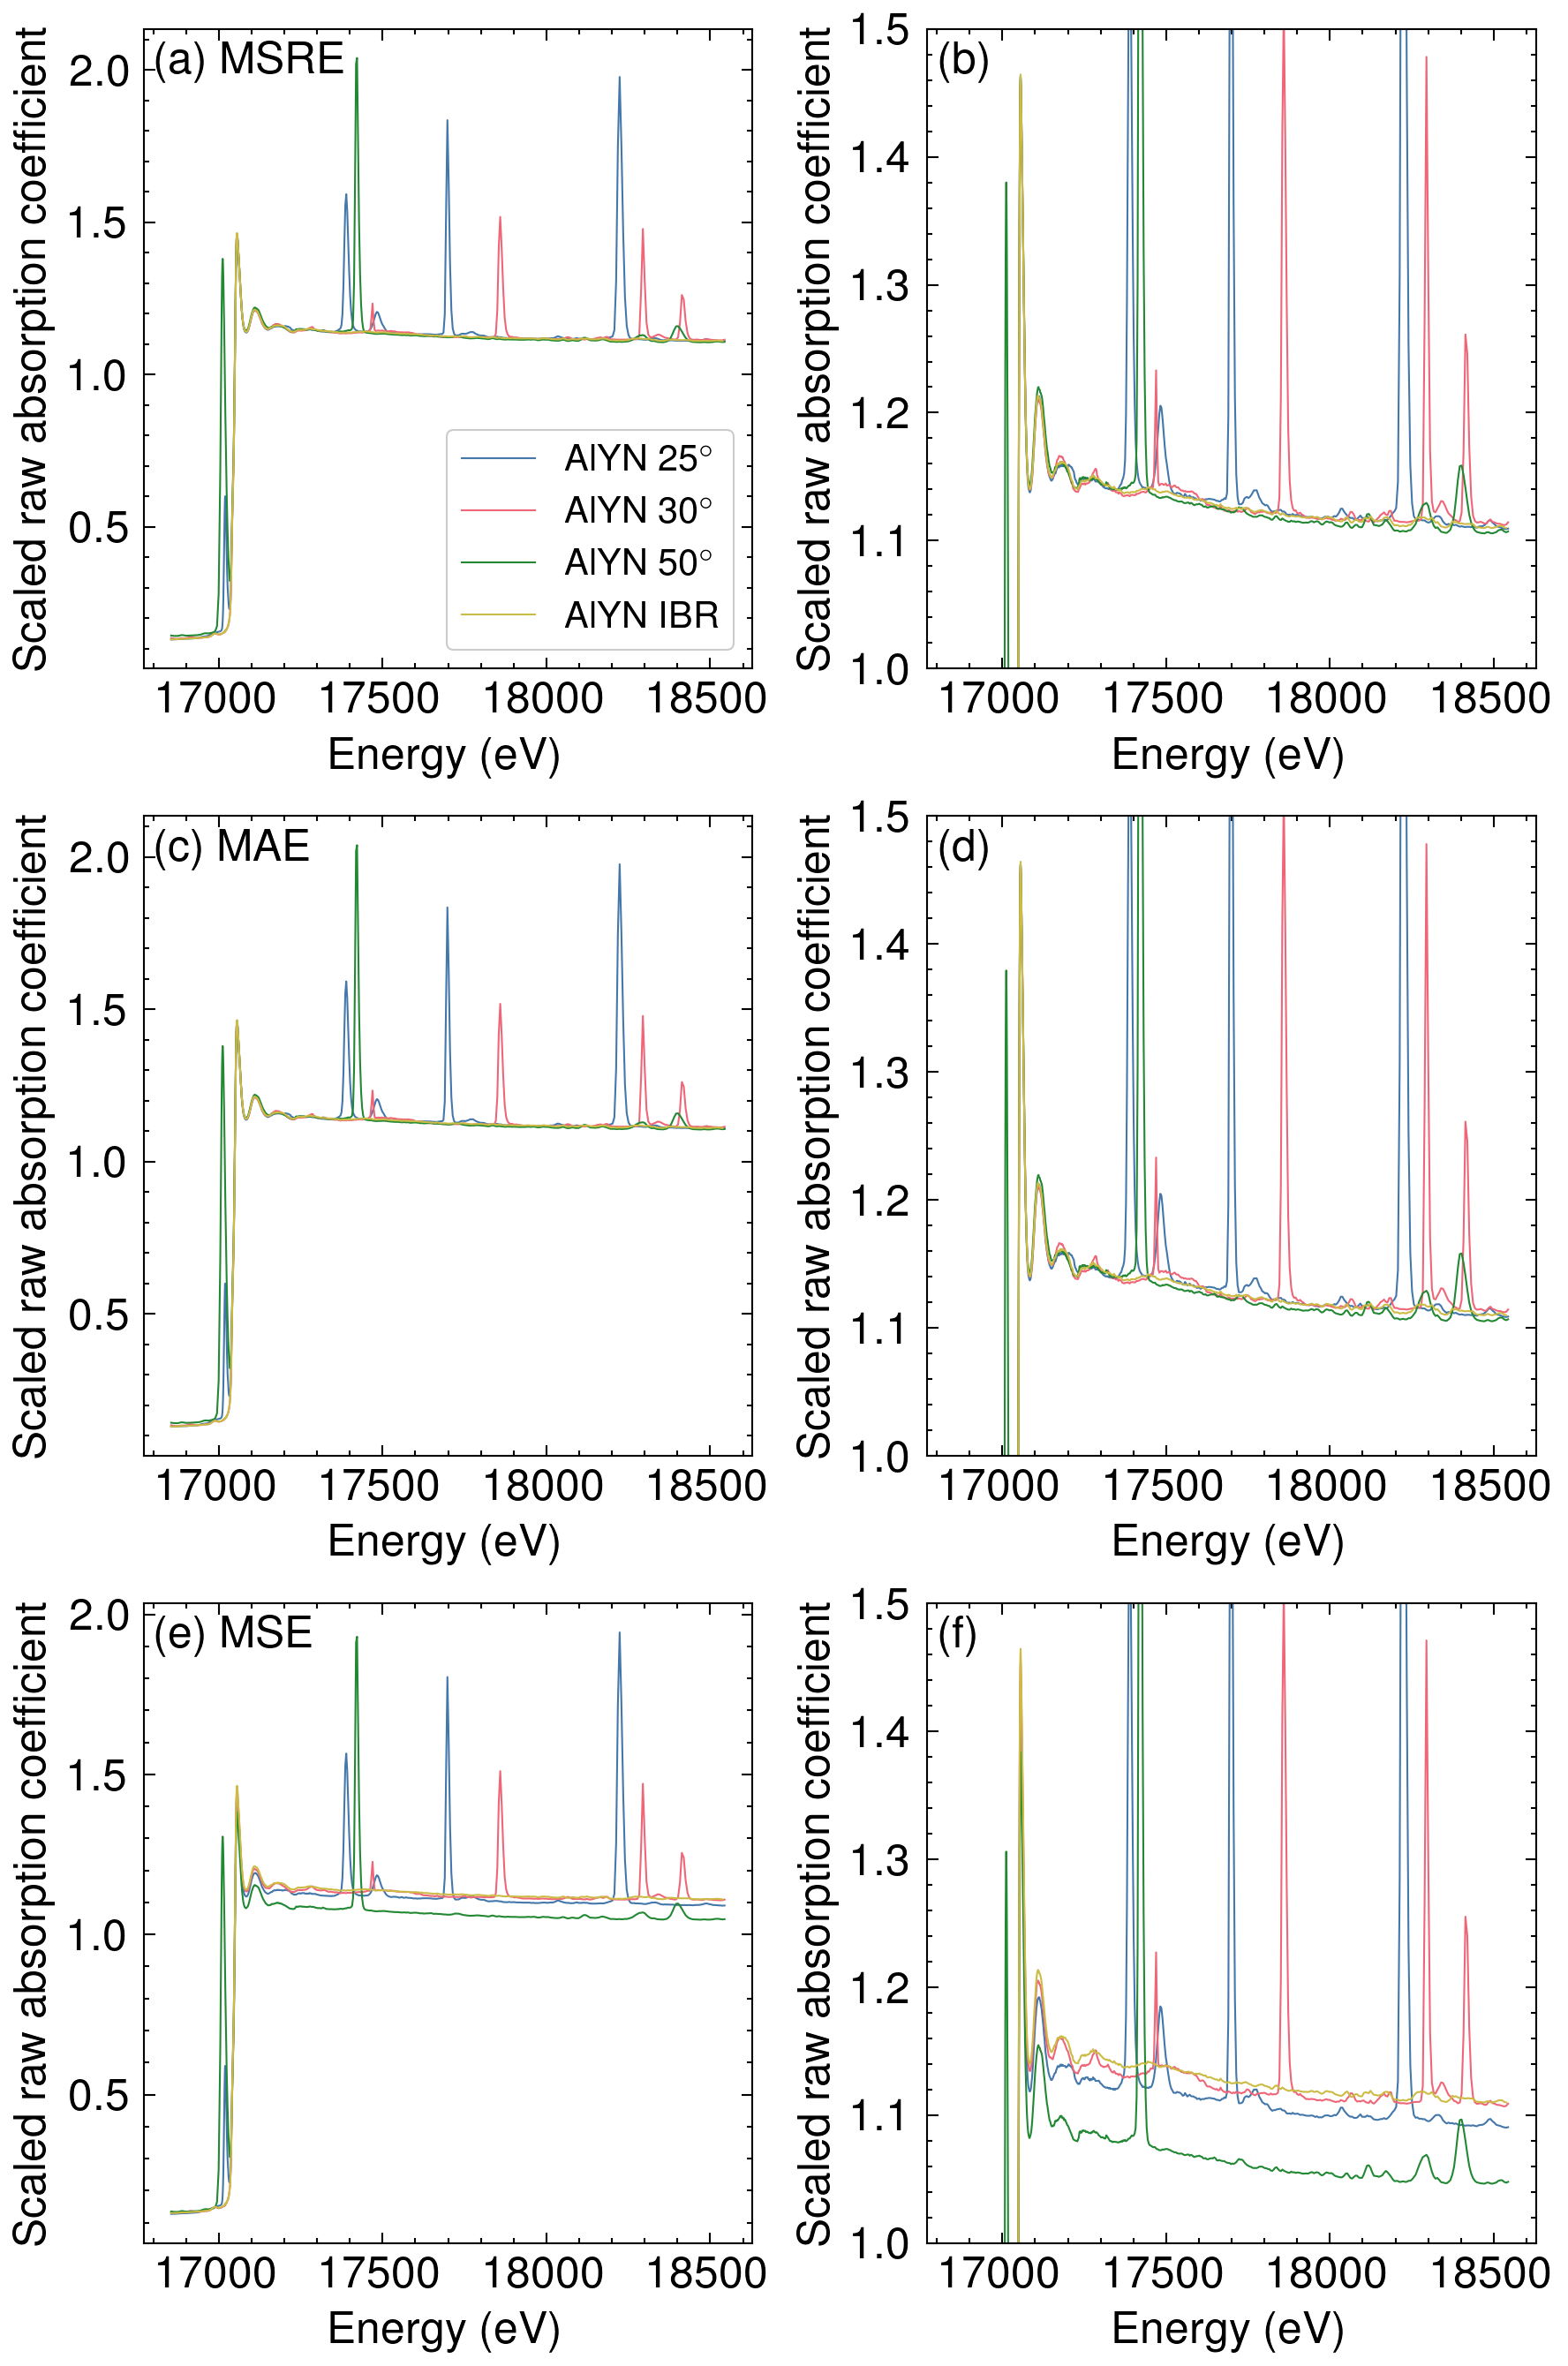 (a) MSRE
Scaled raw absorption coefficient
2.0
1.5
1.0
0.5
AlYN 25°
AlYN 30°
AlYN 50°
AlYN IBR
17000 17500 18000 18500
Energy (eV)
(b)
Scaled raw absorption coefficient
1.5
1.4
1.3
1.2
1.1
1.0
17000 17500 18000 18500
Energy (eV)
(c) MAE
Scaled raw absorption coefficient
2.0
1.5
1.0
0.5
17000 17500 18000 18500
Energy (eV)
(d)
Scaled raw absorption coefficient
1.5
1.4
1.3
1.2
1.1
1.0
17000 17500 18000 18500
Energy (eV)
(e) MSE
Scaled raw absorption coefficient
2.0
1.5
1.0
0.5
17000 17500 18000 18500
Energy (eV)
(f)
Scaled raw absorption coefficient
1.5
1.4
1.3
1.2
1.1
1.0
17000 17500 18000 18500
Energy (eV)